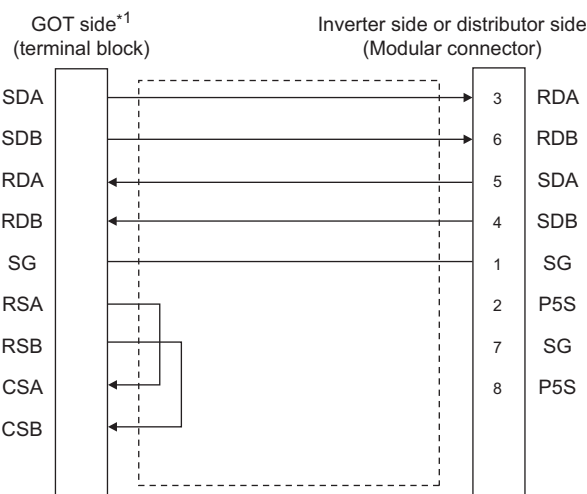 GOT side*1
(terminal block)
Inverter side or distributor side
(Modular connector)
SDA 3 RDA
SDB 6 RDB
RDA 5 SDA
RDB 4 SDB
SG 1 SG
RSA 2 P5S
RSB 7 SG
CSA 8 P5S
CSB